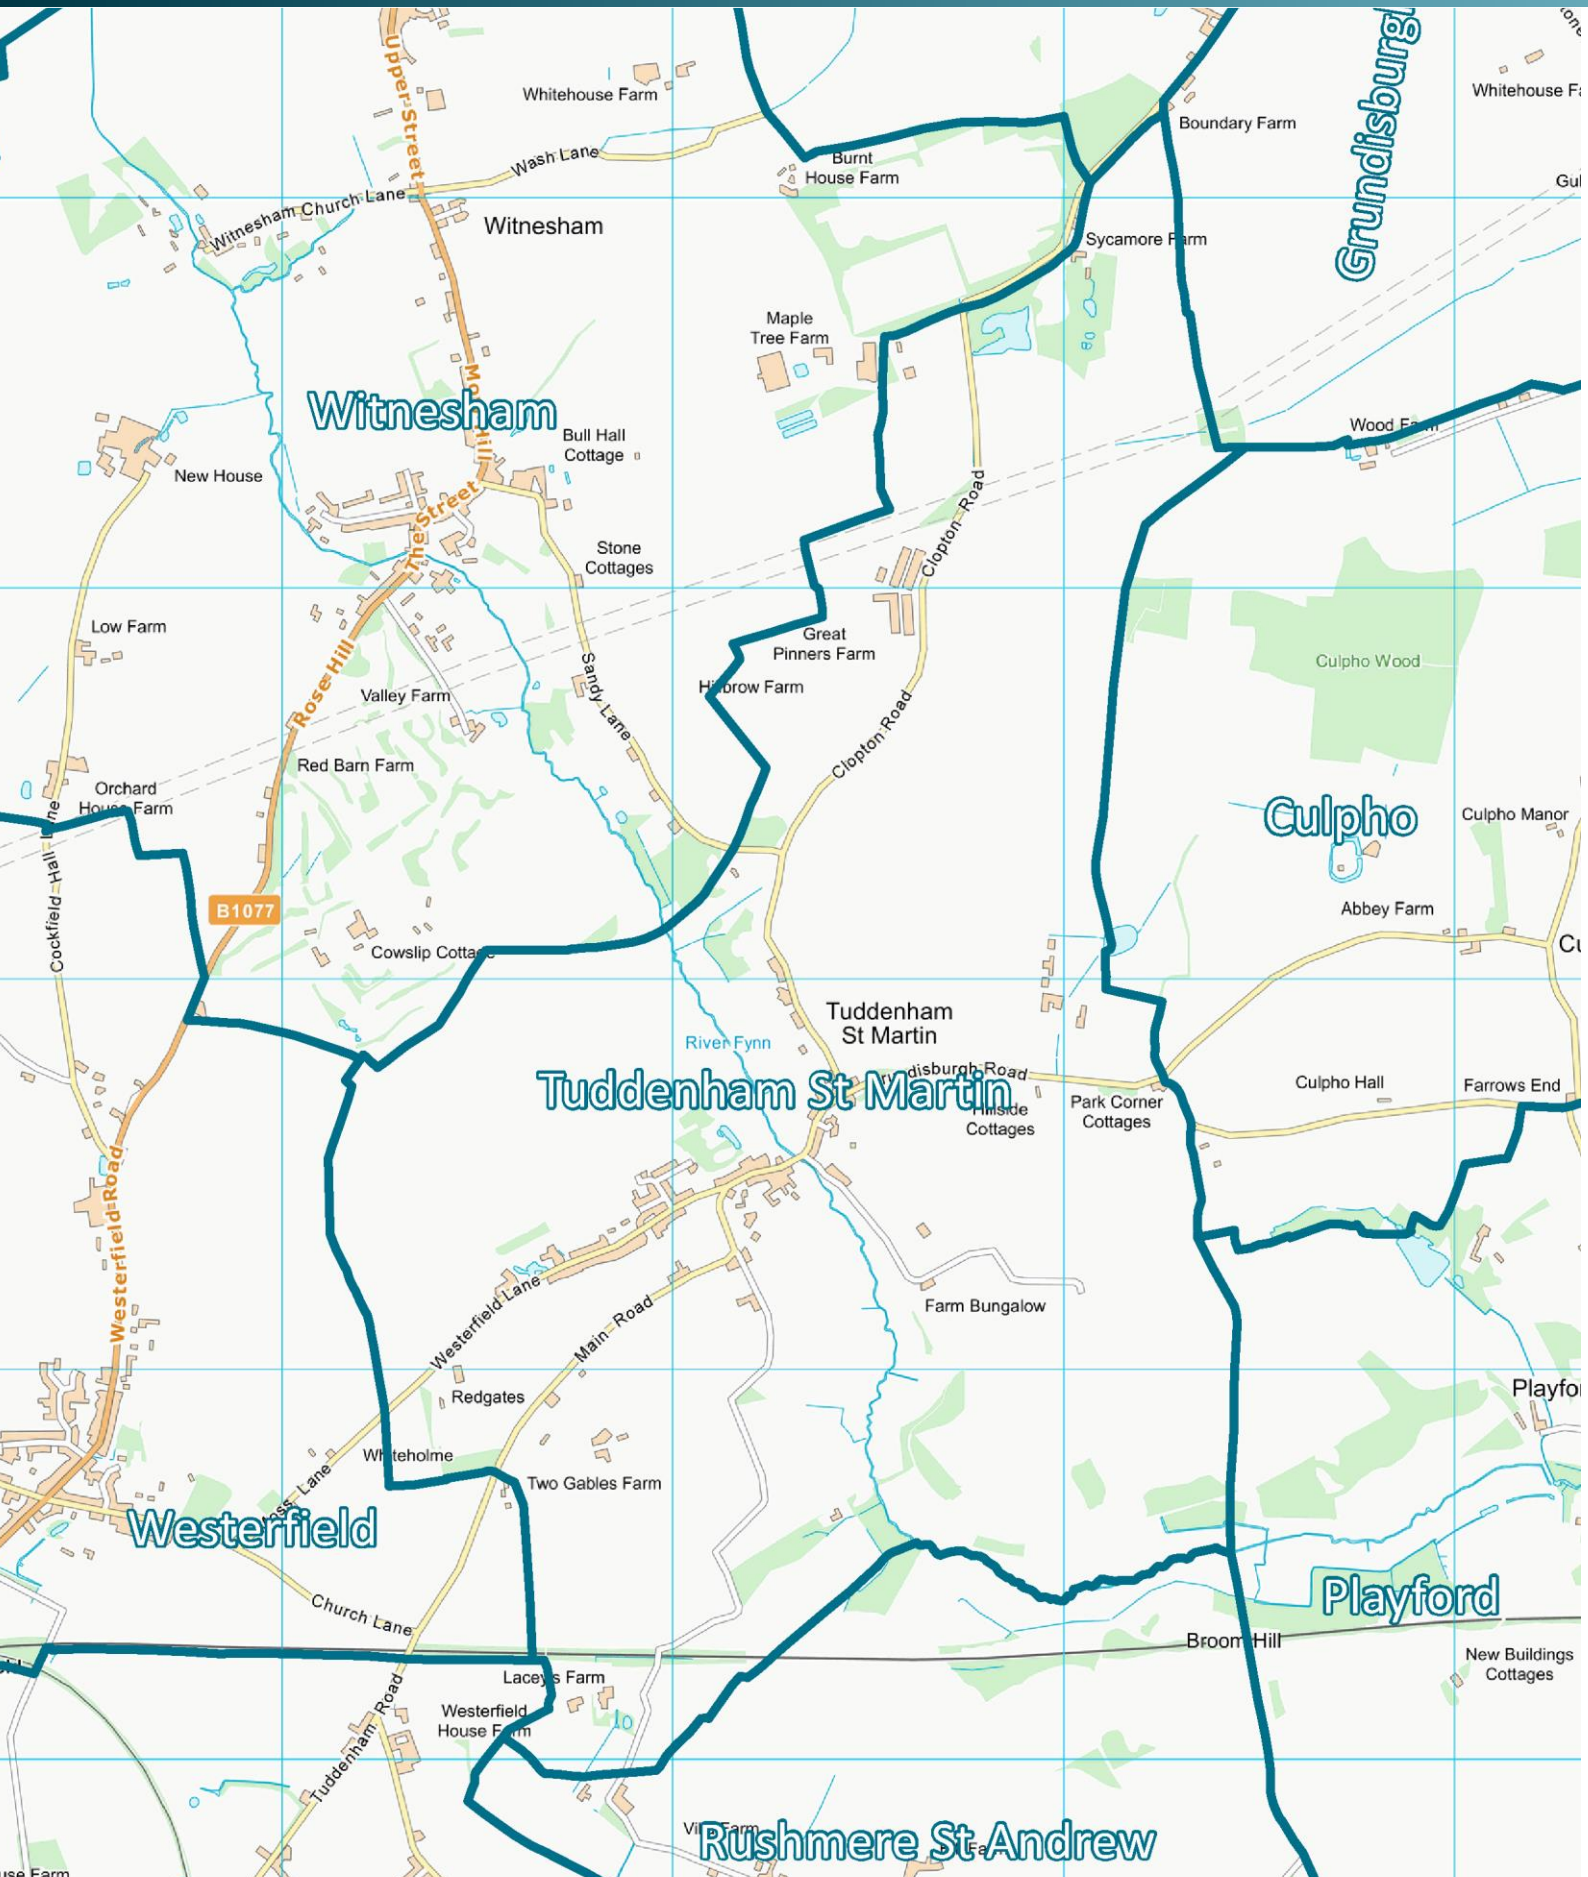 Upper Street
Whitehouse Farm
Boundary Farm
Grundisburg
Whitehouse
Wash Lane
Burnt
House Farm
Witnesham Church Lane
Witnesham
Sycamore Farm
Maple
Tree Farm
Witnesham
Bull Hall
Cottage
Wood Farm
New House
The Street
Clopton Road
Stone
Cottages
Low Farm
Great
Pinners Farm
Culpho Wood
Rose Hill
Valley Farm
Sandy Lane
Hillbrow Farm
Clopton Road
Red Barn Farm
Orchard
House Farm
Culpho
Culpho Manor
Cockfield Hall Lane
B1077
Abbey Farm
Cowslip Cottage
Tuddenham
St Martin
River Fynn
Grundisburgh Road
Tuddenham St Martin
Culpho Hall
Farrows End
Hillside
Cottages
Park Corner
Cottages
Westerfield Road
Westerfield Lane
Main Road
Farm Bungalow
Redgates
Whiteholme
Moss Lane
Two Gables Farm
Westerfield
Playford
Church Lane
Broom Hill
New Buildings
Cottages
Laceys Farm
Westerfield
House Farm
Tuddenham Road
Rushmere St Andrew